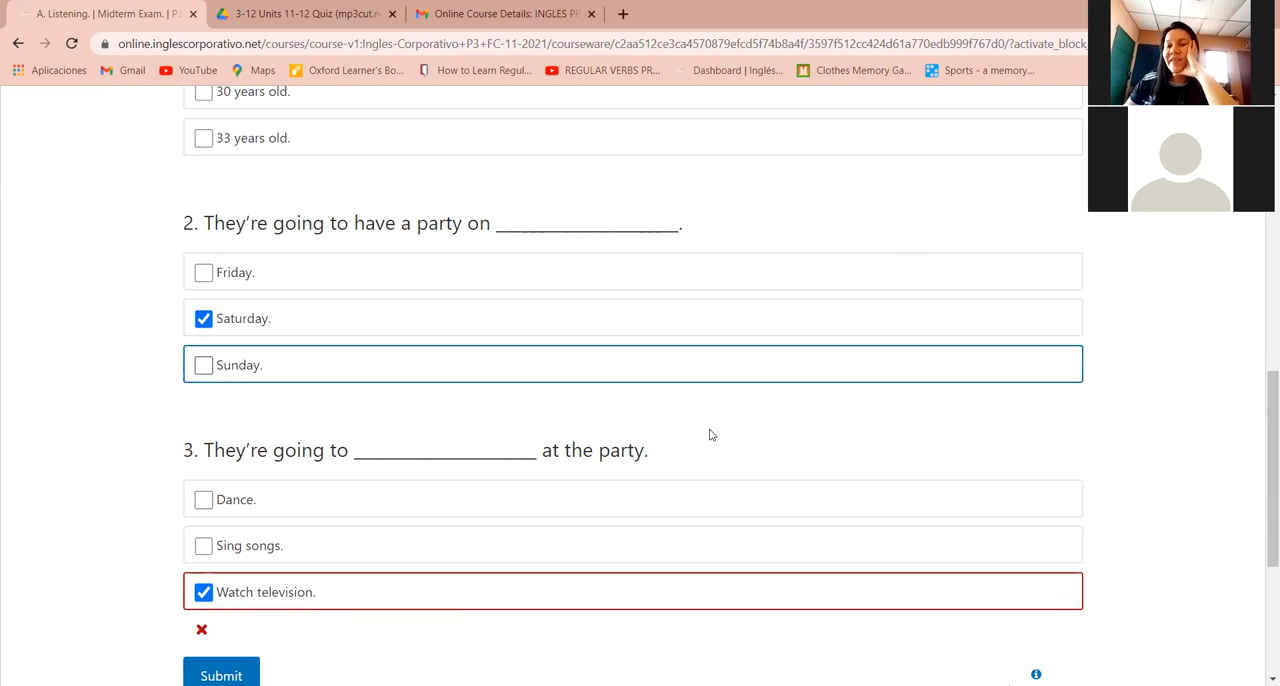 A. Listening. | Midterm Exam. | P3
3-12 Units 11-12 Quiz (mp3cut.n
Online Course Details: INGLES PR
online.inglescorporativo.net/courses/course-v1:Ingles-Corporativo+P3+FC-11-2021/courseware/c2aa512ce3ca4570879efcd5f74b8a4f/3597f512cc424d61a770edb999f767d0/?activate_block_
Aplicaciones Gmail YouTube Maps Oxford Learner's Bo... How to Learn Regul... REGULAR VERBS PR... Dashboard | Inglés... Clothes Memory Ga... Sports - a memory...
30 years old.
33 years old.
2. They’re going to have a party on ____________________.
Friday.
Saturday.
Sunday.
3. They’re going to ____________________ at the party.
Dance.
Sing songs.
Watch television.
Submit